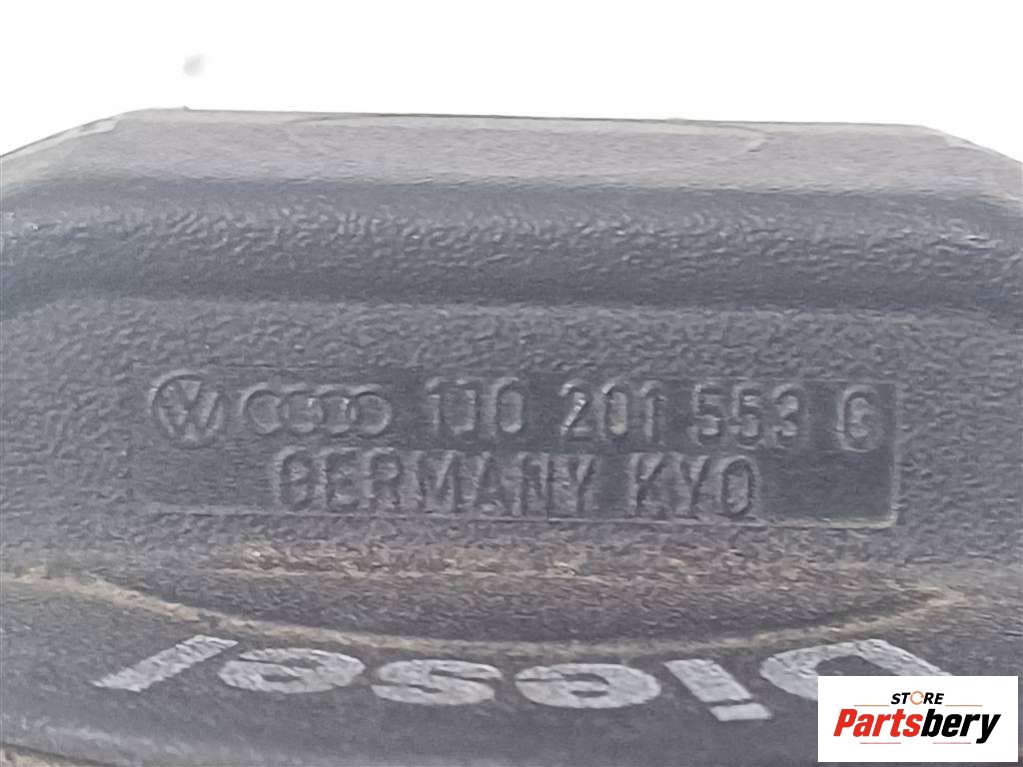 1J0 201 553 G
GERMANY KYO
Diesel
STORE
Partsbery